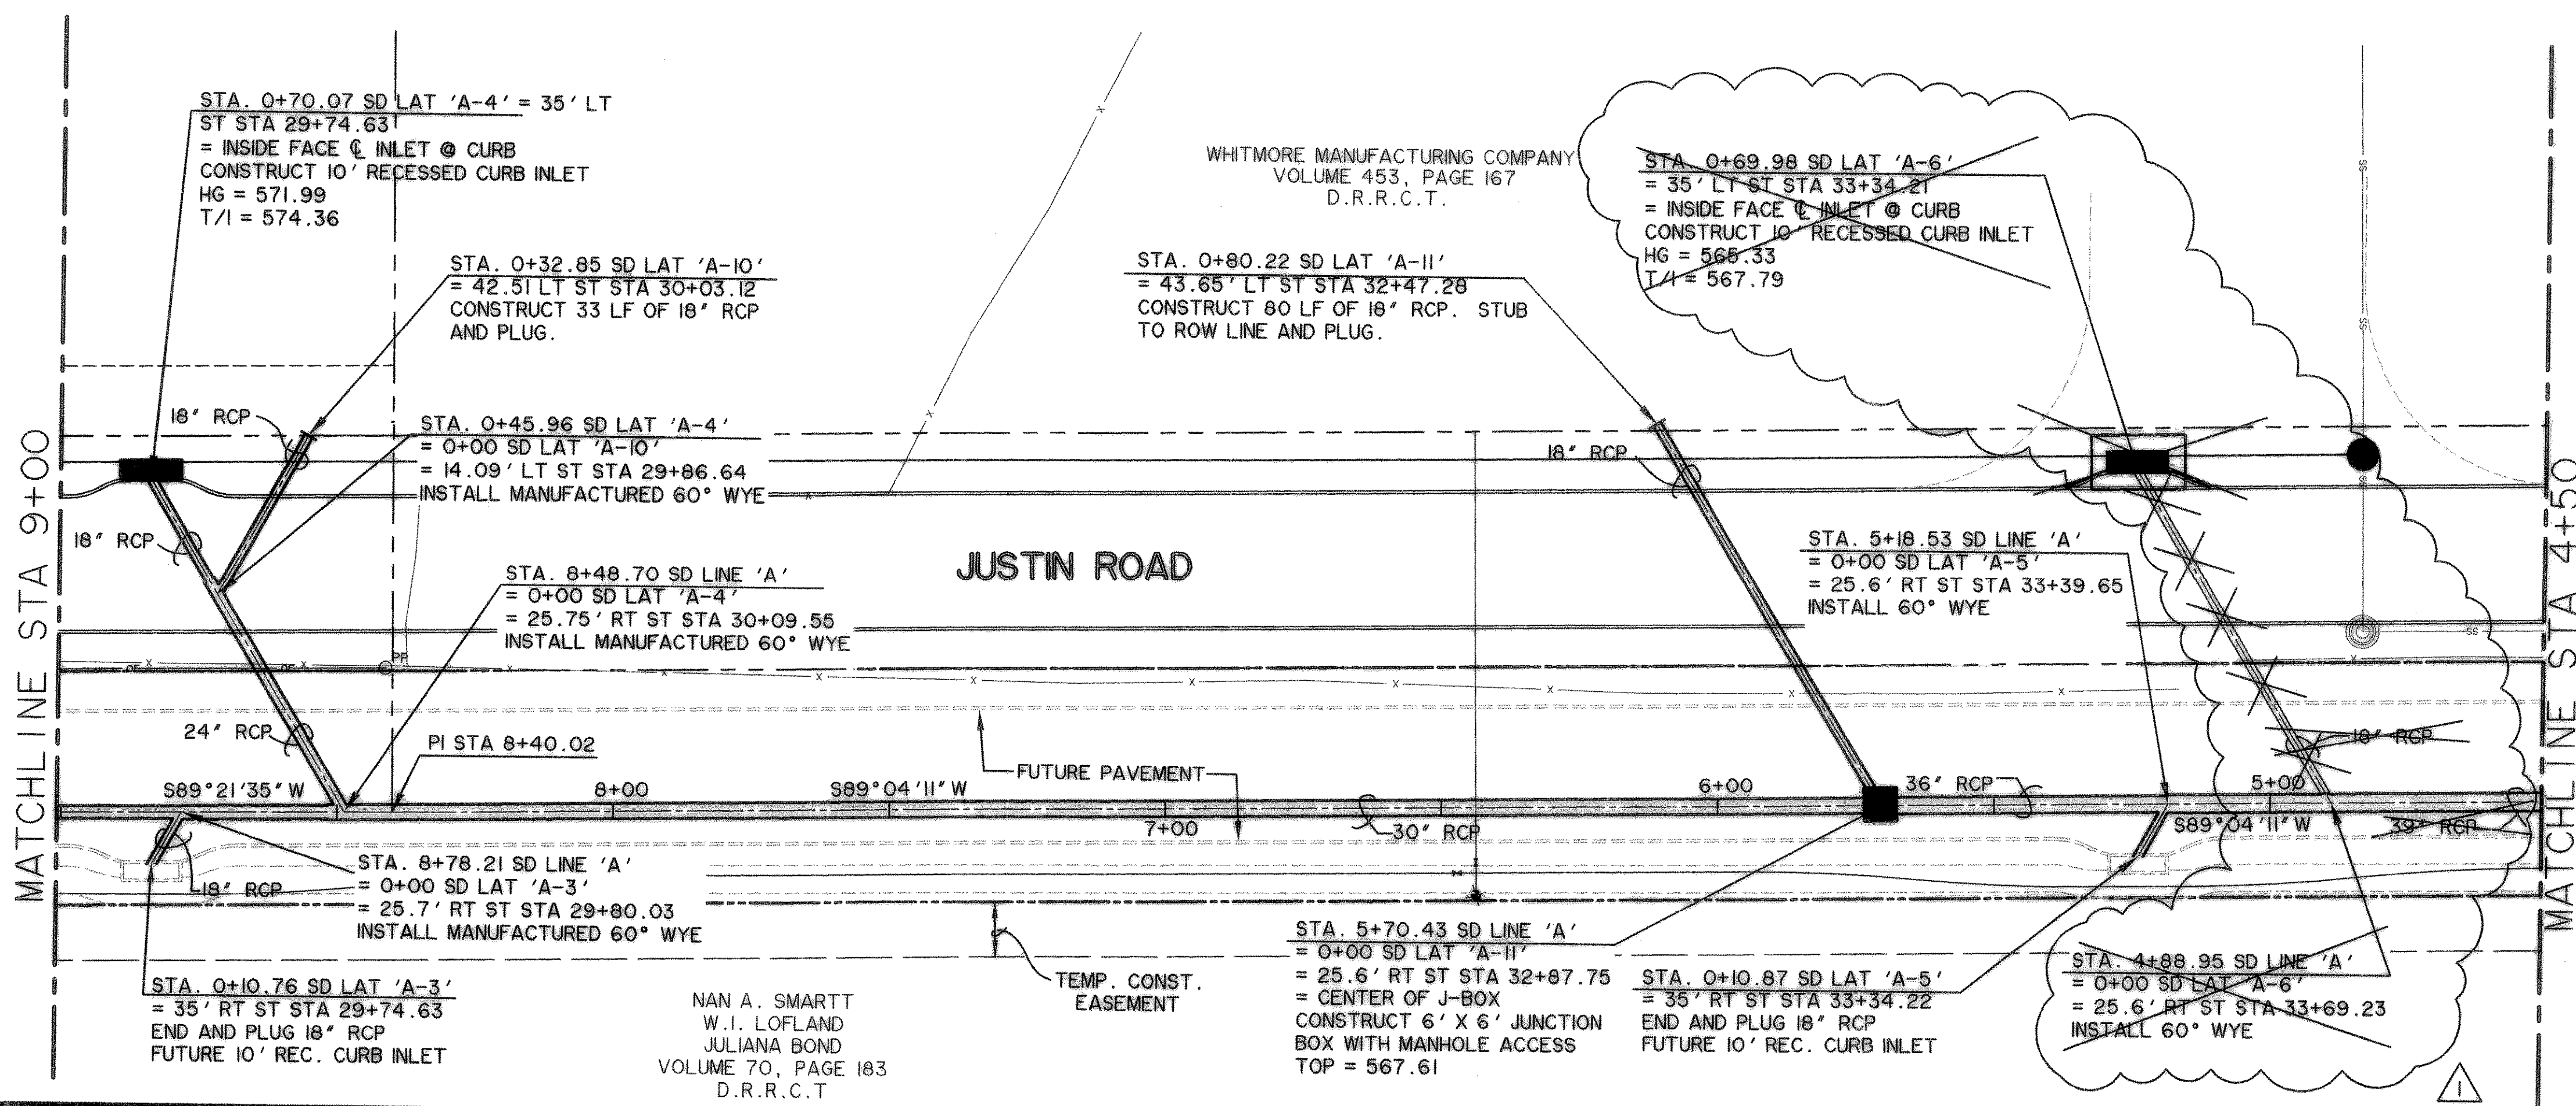 STA. 0+70.07 SD LAT 'A-4' = 35' LT
ST STA 29+74.63
= INSIDE FACE ℄ INLET @ CURB
CONSTRUCT 10' RECESSED CURB INLET
HG = 571.99
T/I = 574.36
STA. 0+32.85 SD LAT 'A-10'
= 42.51 LT ST STA 30+03.12
CONSTRUCT 33 LF OF 18" RCP
AND PLUG.
WHITMORE MANUFACTURING COMPANY
VOLUME 453, PAGE 167
D.R.R.C.T.
STA. 0+80.22 SD LAT 'A-11'
= 43.65' LT ST STA 32+47.28
CONSTRUCT 80 LF OF 18" RCP. STUB
TO ROW LINE AND PLUG.
STA. 0+69.98 SD LAT 'A-6'
= 35' LT ST STA 33+34.21
= INSIDE FACE ℄ INLET @ CURB
CONSTRUCT 10' RECESSED CURB INLET
HG = 565.33
T/I = 567.79
SS
SS
SS
X
X
18" RCP
STA. 0+45.96 SD LAT 'A-4'
= 0+00 SD LAT 'A-10'
= 14.09' LT ST STA 29+86.64
INSTALL MANUFACTURED 60° WYE
X
18" RCP
18" RCP
MATCHLINE STA 9+00
JUSTIN ROAD
STA. 8+48.70 SD LINE 'A'
= 0+00 SD LAT 'A-4'
= 25.75' RT ST STA 30+09.55
INSTALL MANUFACTURED 60° WYE
STA. 5+18.53 SD LINE 'A'
= 0+00 SD LAT 'A-5'
= 25.6' RT ST STA 33+39.65
INSTALL 60° WYE
MATCHLINE STA 4+50
SS
SS
OE X OE X PP X X X X X X X X X X
24" RCP
PI STA 8+40.02
FUTURE PAVEMENT
18" RCP
S89°21'35" W
8+00
S89°04'11" W
7+00
30" RCP
6+00
36" RCP
5+00
S89°04'11" W
39" RCP
18" RCP
STA. 8+78.21 SD LINE 'A'
= 0+00 SD LAT 'A-3'
= 25.7' RT ST STA 29+80.03
INSTALL MANUFACTURED 60° WYE
STA. 0+10.76 SD LAT 'A-3'
= 35' RT ST STA 29+74.63
END AND PLUG 18" RCP
FUTURE 10' REC. CURB INLET
NAN A. SMARTT
W.I. LOFLAND
JULIANA BOND
VOLUME 70, PAGE 183
D.R.R.C.T
TEMP. CONST.
EASEMENT
STA. 5+70.43 SD LINE 'A'
= 0+00 SD LAT 'A-11'
= 25.6' RT ST STA 32+87.75
= CENTER OF J-BOX
CONSTRUCT 6' X 6' JUNCTION
BOX WITH MANHOLE ACCESS
TOP = 567.61
STA. 0+10.87 SD LAT 'A-5'
= 35' RT ST STA 33+34.22
END AND PLUG 18" RCP
FUTURE 10' REC. CURB INLET
STA. 4+88.95 SD LINE 'A'
= 0+00 SD LAT 'A-6'
= 25.6' RT ST STA 33+69.23
INSTALL 60° WYE
1